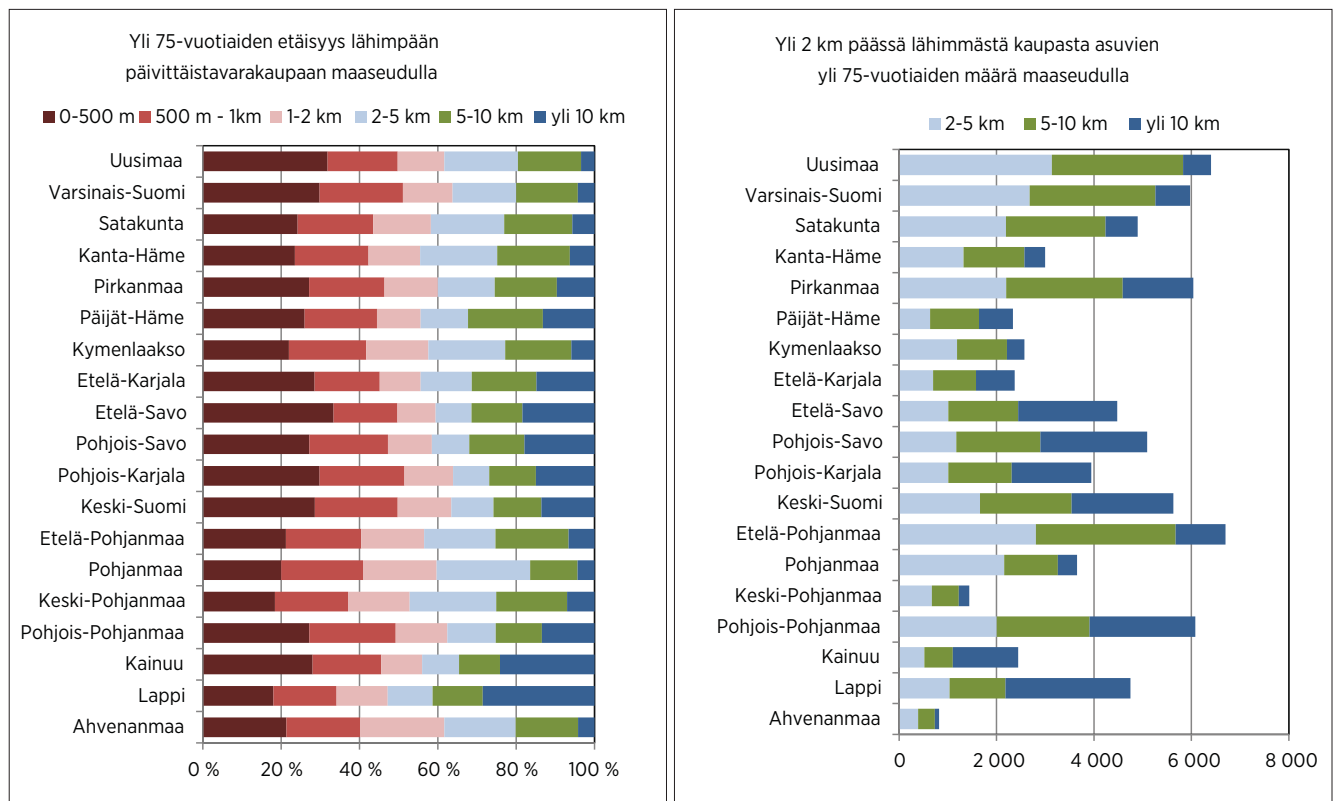 Yli 75-vuotiaiden etäisyys lähimpään
päivittäistavarakaupaan maaseudulla
0-500 m 500 m - 1km 1-2 km 2-5 km 5-10 km yli 10 km
Uusimaa
Varsinais-Suomi
Satakunta
Kanta-Häme
Pirkanmaa
Päijät-Häme
Kymenlaakso
Etelä-Karjala
Etelä-Savo
Pohjois-Savo
Pohjois-Karjala
Keski-Suomi
Etelä-Pohjanmaa
Pohjanmaa
Keski-Pohjanmaa
Pohjois-Pohjanmaa
Kainuu
Lappi
Ahvenanmaa
0 % 20 % 40 % 60 % 80 % 100 %
Yli 2 km päässä lähimmästä kaupasta asuvien
yli 75-vuotiaiden määrä maaseudulla
2-5 km 5-10 km yli 10 km
Uusimaa
Varsinais-Suomi
Satakunta
Kanta-Häme
Pirkanmaa
Päijät-Häme
Kymenlaakso
Etelä-Karjala
Etelä-Savo
Pohjois-Savo
Pohjois-Karjala
Keski-Suomi
Etelä-Pohjanmaa
Pohjanmaa
Keski-Pohjanmaa
Pohjois-Pohjanmaa
Kainuu
Lappi
Ahvenanmaa
0 2 000 4 000 6 000 8 000